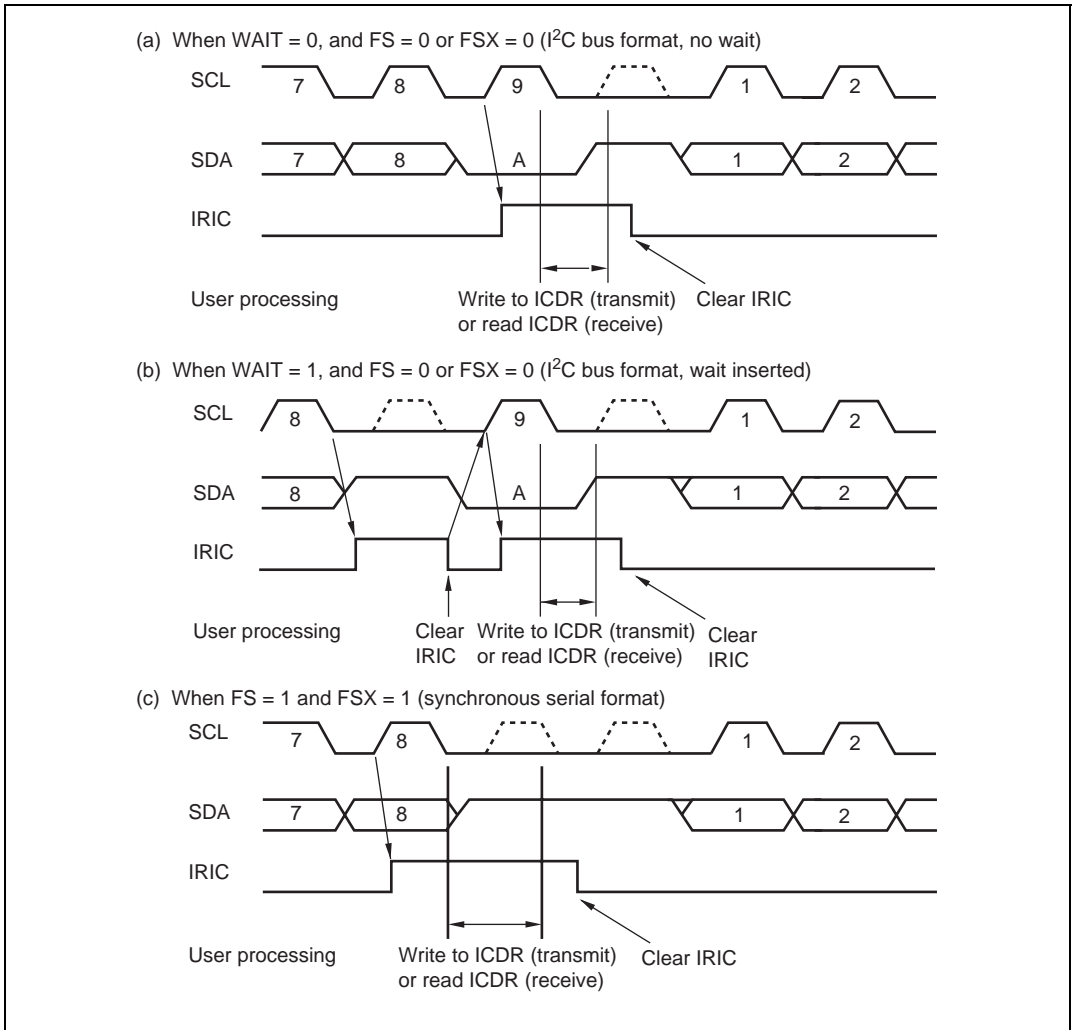 (a) When WAIT = 0, and FS = 0 or FSX = 0 (I²C bus format, no wait)
SCL 7 8 9 1 2
SDA 7 8 A 1 2
IRIC
User processing Write to ICDR (transmit) Clear IRIC
or read ICDR (receive)
(b) When WAIT = 1, and FS = 0 or FSX = 0 (I²C bus format, wait inserted)
SCL 8 9 1 2
SDA 8 A 1 2
IRIC
User processing Clear Write to ICDR (transmit) Clear
IRIC or read ICDR (receive) IRIC
(c) When FS = 1 and FSX = 1 (synchronous serial format)
SCL 7 8 1 2
SDA 7 8 1 2
IRIC
User processing Write to ICDR (transmit) Clear IRIC
or read ICDR (receive)